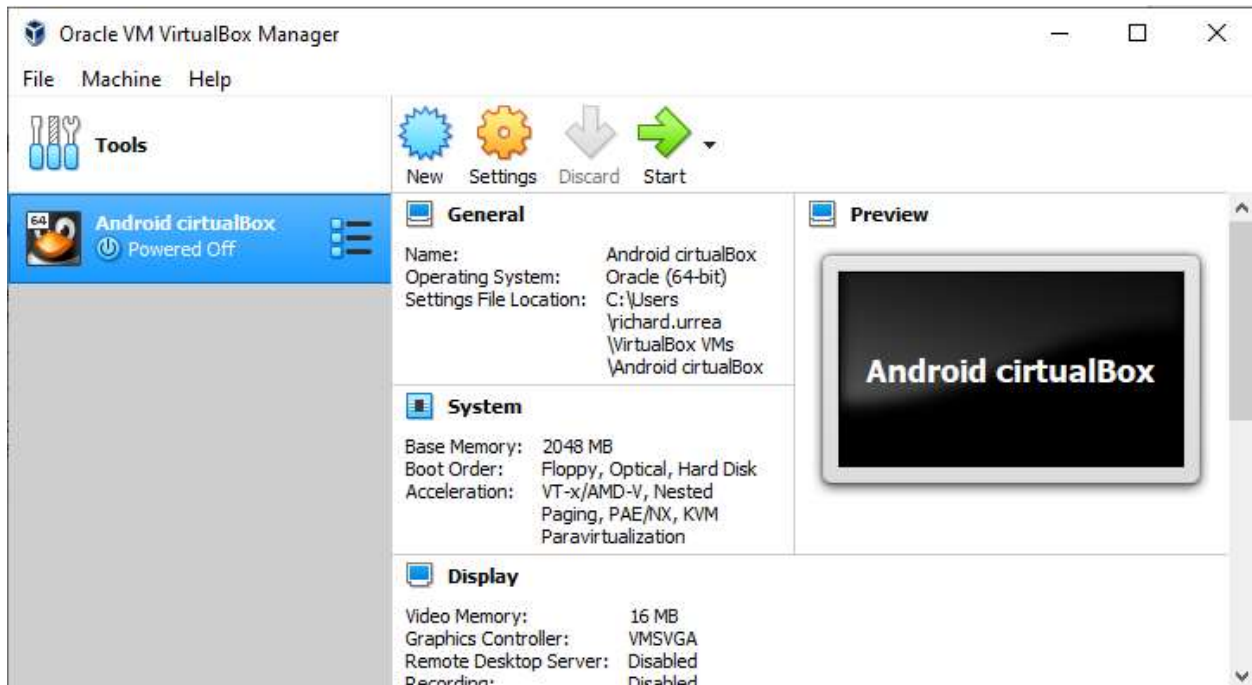 Oracle VM VirtualBox Manager
File Machine Help
Tools
New Settings Discard Start
64
Android cirtualBox
Powered Off
General
Name: Android cirtualBox
Operating System: Oracle (64-bit)
Settings File Location: C:\Users
\richard.urrea
\VirtualBox VMs
\Android cirtualBox
Preview
Android cirtualBox
System
Base Memory: 2048 MB
Boot Order: Floppy, Optical, Hard Disk
Acceleration: VT-x/AMD-V, Nested
Paging, PAE/NX, KVM
Paravirtualization
Display
Video Memory: 16 MB
Graphics Controller: VMSVGA
Remote Desktop Server: Disabled
Recording: Disabled